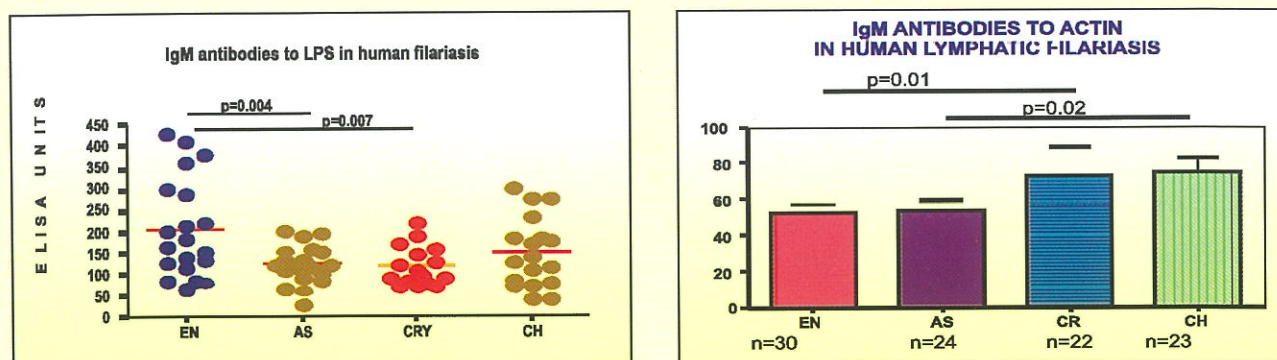 IgM antibodies to LPS in human filariasis
p=0.004
p=0.007
ELISA UNITS
450
400
350
300
250
200
150
100
50
0
EN AS CRY CH
IgM ANTIBODIES TO ACTIN
IN HUMAN LYMPHATIC FILARIASIS
p=0.01
p=0.02
100
80
60
40
20
0
EN AS CR CH
n=30 n=24 n=22 n=23